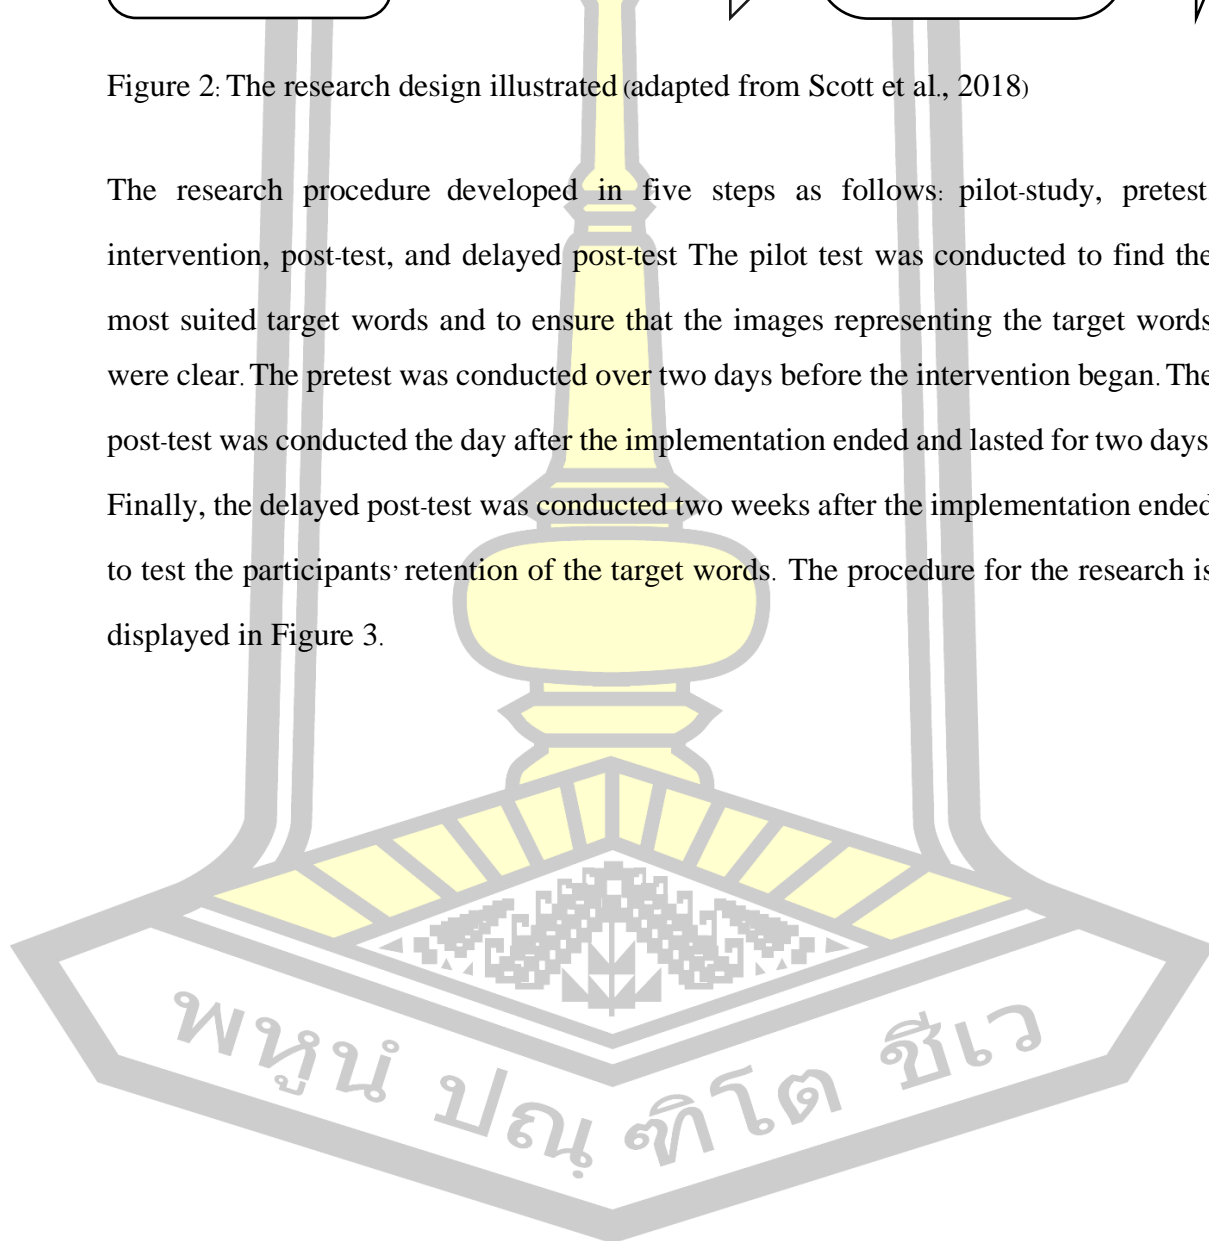 Figure 2: The research design illustrated (adapted from Scott et al., 2018)
The research procedure developed in five steps as follows: pilot-study, pretest
intervention, post-test, and delayed post-test The pilot test was conducted to find the
most suited target words and to ensure that the images representing the target words
were clear. The pretest was conducted over two days before the intervention began. The
post-test was conducted the day after the implementation ended and lasted for two days
Finally, the delayed post-test was conducted two weeks after the implementation ended
to test the participants' retention of the target words. The procedure for the research is
displayed in Figure 3.
พหูนํ ปณฺฑิโต ชีเว